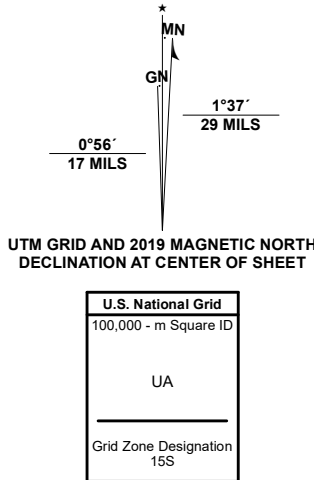 MN
GN
1°37´
29 MILS
0°56´
17 MILS
UTM GRID AND 2019 MAGNETIC NORTH
DECLINATION AT CENTER OF SHEET
U.S. National Grid
100,000 - m Square ID
UA
Grid Zone Designation
15S